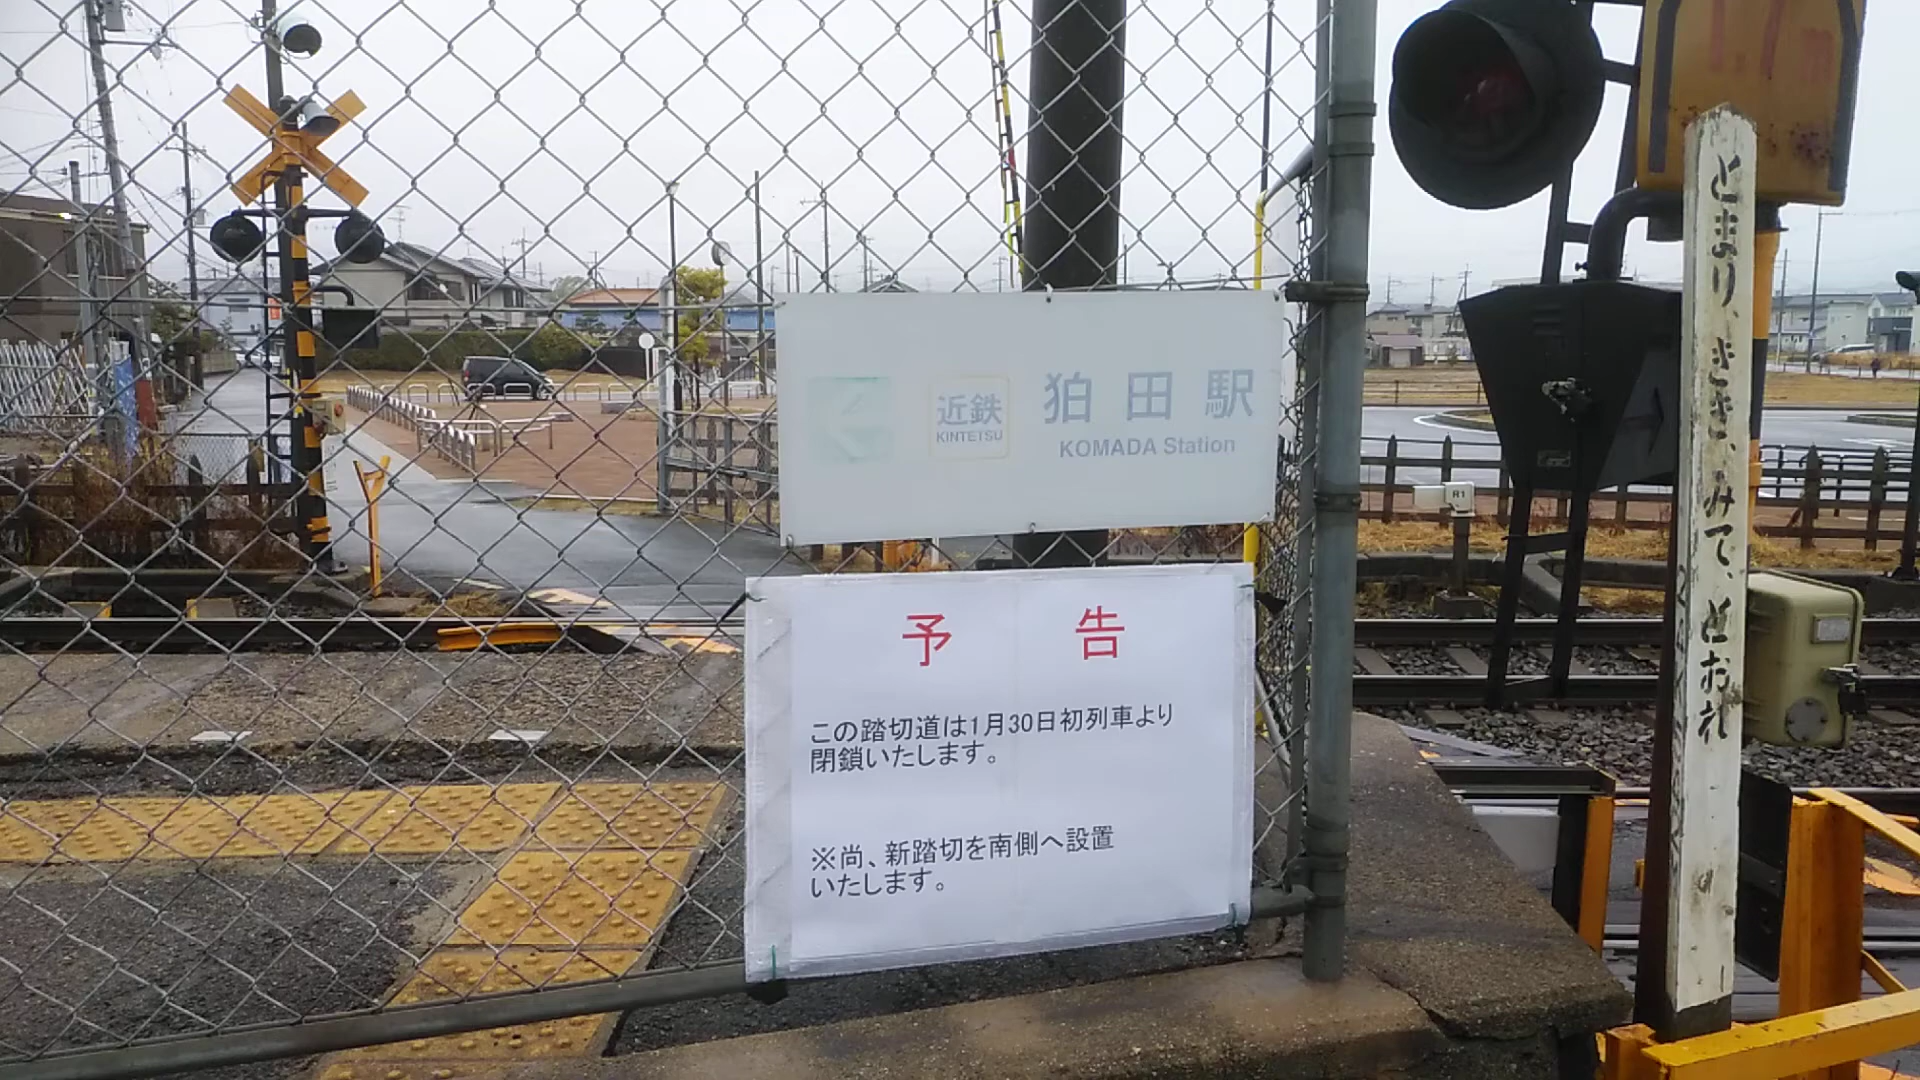 近鉄
KINTETSU
狛田駅
KOMADA Station
予告
この踏切道は1月30日初列車より
閉鎖いたします。
※尚、新踏切を南側へ設置
いたします。
とまり、きき、みて、とおれ
R1